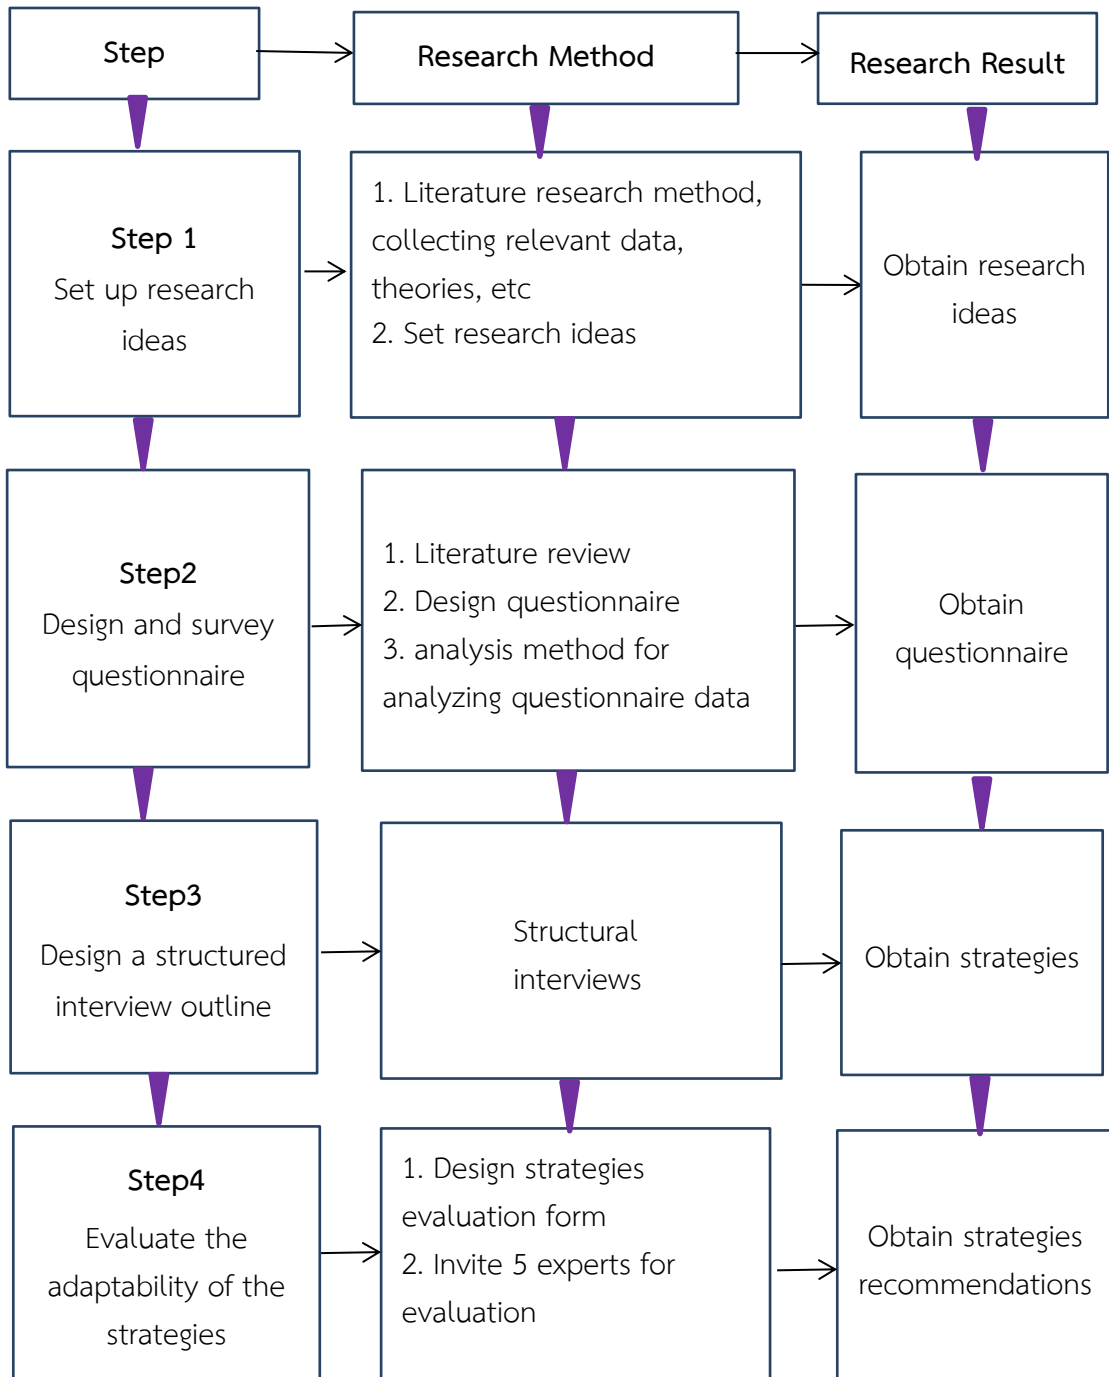 Step
Research Method
Research Result
Step 1
Set up research
ideas
1. Literature research method,
collecting relevant data,
theories, etc
2. Set research ideas
Obtain research
ideas
Step2
Design and survey
questionnaire
1. Literature review
2. Design questionnaire
3. analysis method for
analyzing questionnaire data
Obtain
questionnaire
Step3
Design a structured
interview outline
Structural
interviews
Obtain strategies
Step4
Evaluate the
adaptability of the
strategies
1. Design strategies
evaluation form
2. Invite 5 experts for
evaluation
Obtain strategies
recommendations